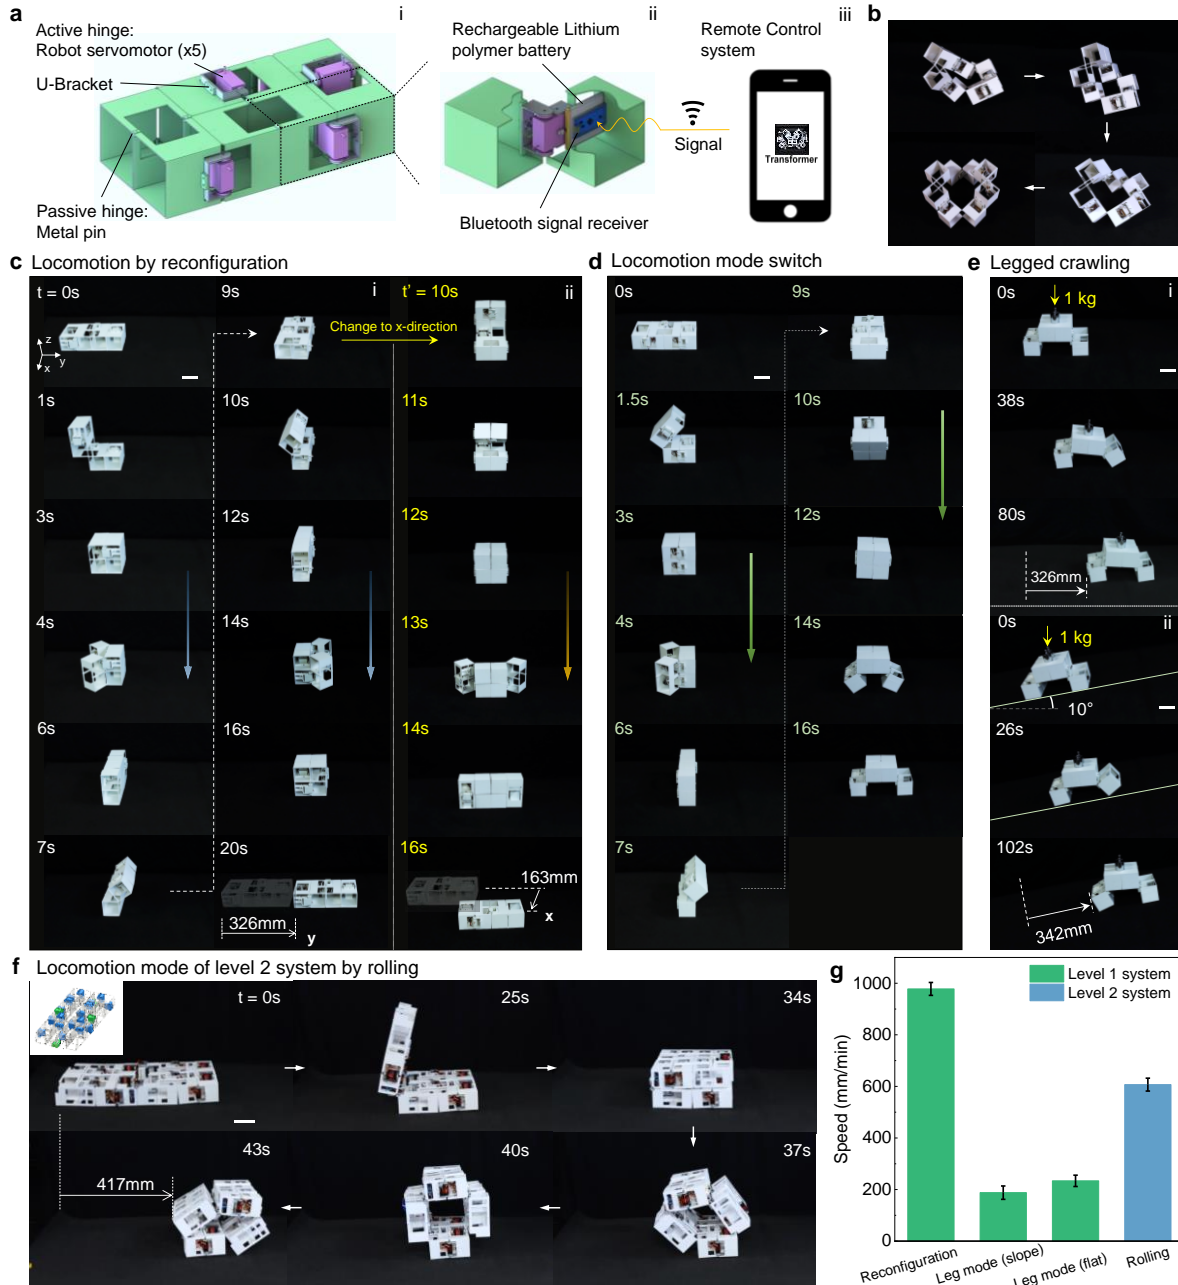 a
i
Active hinge:
Robot servomotor (x5)
U-Bracket
Passive hinge:
Metal pin
ii
Rechargeable Lithium
polymer battery
Bluetooth signal receiver
Signal
iii
Remote Control
system
Transformer
b
c Locomotion by reconfiguration
t = 0s
z
y
x
1s
3s
4s
6s
7s
9s
i
10s
12s
14s
16s
20s
326mm
y
Change to x-direction
t' = 10s
ii
11s
12s
13s
14s
16s
163mm
x
d Locomotion mode switch
0s
1.5s
3s
4s
6s
7s
9s
10s
12s
14s
16s
e Legged crawling
0s
i
1 kg
38s
80s
326mm
0s
ii
1 kg
10°
26s
102s
342mm
f Locomotion mode of level 2 system by rolling
t = 0s
25s
34s
43s
40s
37s
417mm
g
Level 1 system
Level 2 system
Speed (mm/min)
1000
800
600
400
200
0
Reconfiguration
Leg mode (slope)
Leg mode (flat)
Rolling